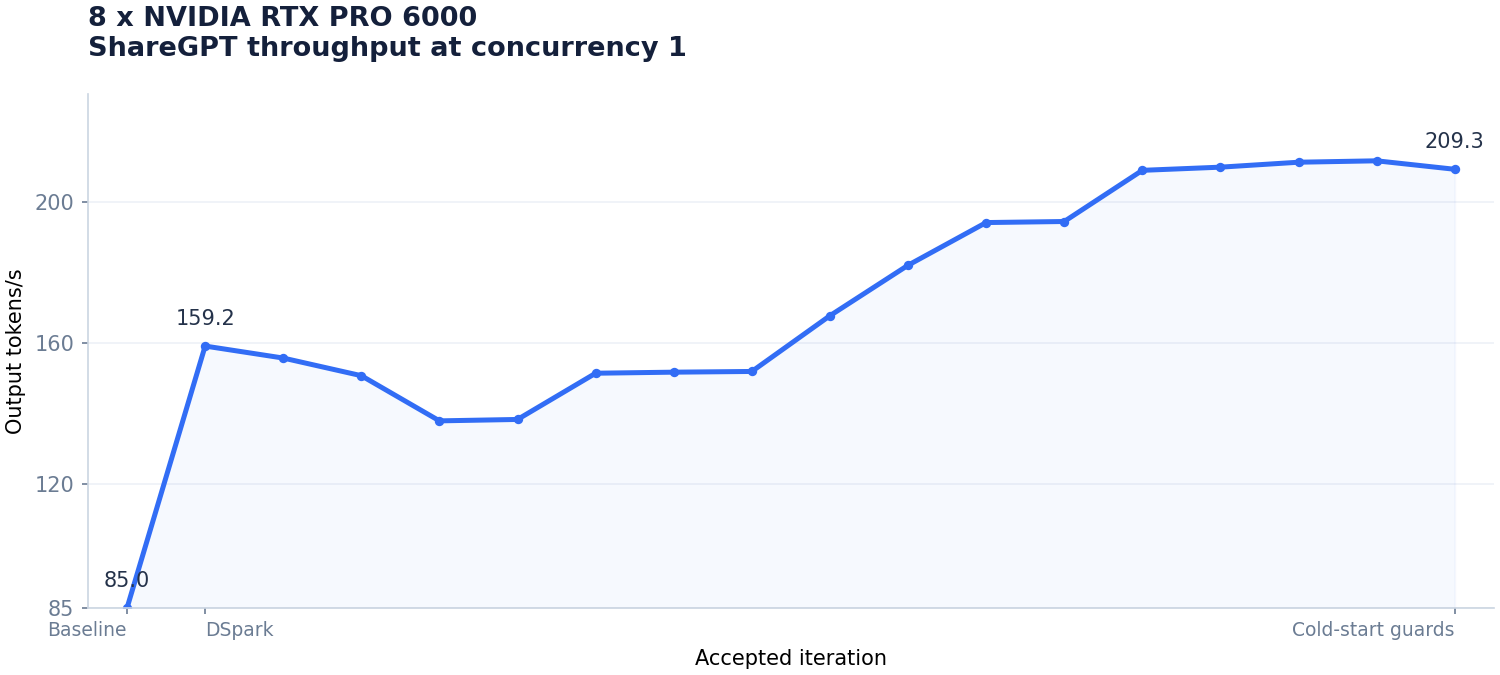 8 x NVIDIA RTX PRO 6000
ShareGPT throughput at concurrency 1
209.3
200
159.2
160
Output tokens/s
120
85.0
85
Baseline
DSpark
Cold-start guards
Accepted iteration